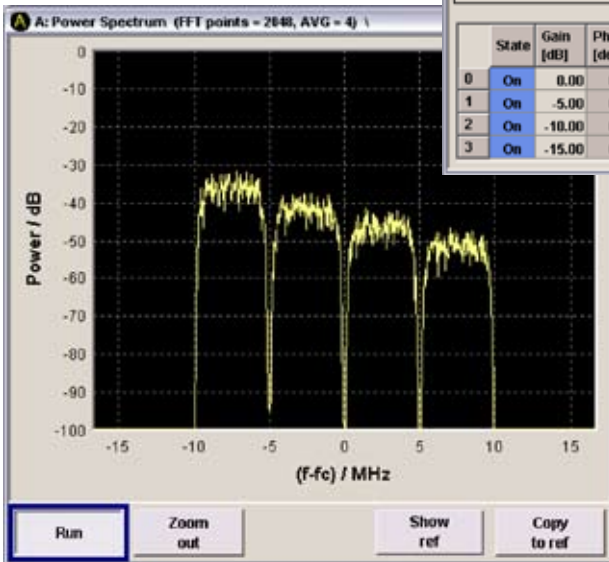 A: Power Spectrum (FFT points = 2048, AVG = 4) \
State Gain [dB]
0 On 0.00
1 On -5.00
2 On -10.00
3 On -15.00
Power / dB
0
-10
-20
-30
-40
-50
-60
-70
-80
-90
-100
-15 -10 -5 0 5 10 15
(f-fc) / MHz
Run
Zoom out
Show ref
Copy to ref